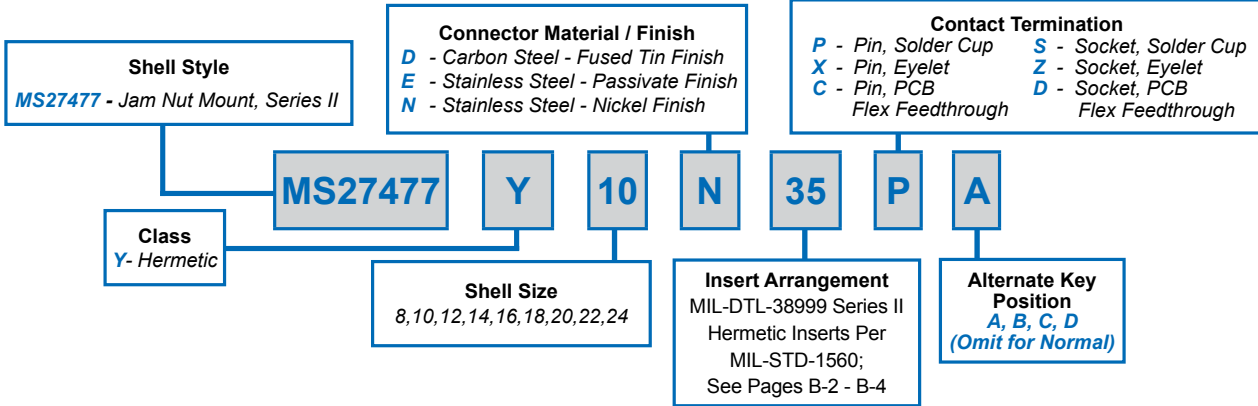 Shell Style
MS27477 - Jam Nut Mount, Series II
Connector Material / Finish
D - Carbon Steel - Fused Tin Finish
E - Stainless Steel - Passivate Finish
N - Stainless Steel - Nickel Finish
Contact Termination
P - Pin, Solder Cup
X - Pin, Eyelet
C - Pin, PCB
Flex Feedthrough
S - Socket, Solder Cup
Z - Socket, Eyelet
D - Socket, PCB
Flex Feedthrough
MS27477 Y 10 N 35 P A
Class
Y- Hermetic
Shell Size
8,10,12,14,16,18,20,22,24
Insert Arrangement
MIL-DTL-38999 Series II
Hermetic Inserts Per
MIL-STD-1560;
See Pages B-2 - B-4
Alternate Key
Position
A, B, C, D
(Omit for Normal)